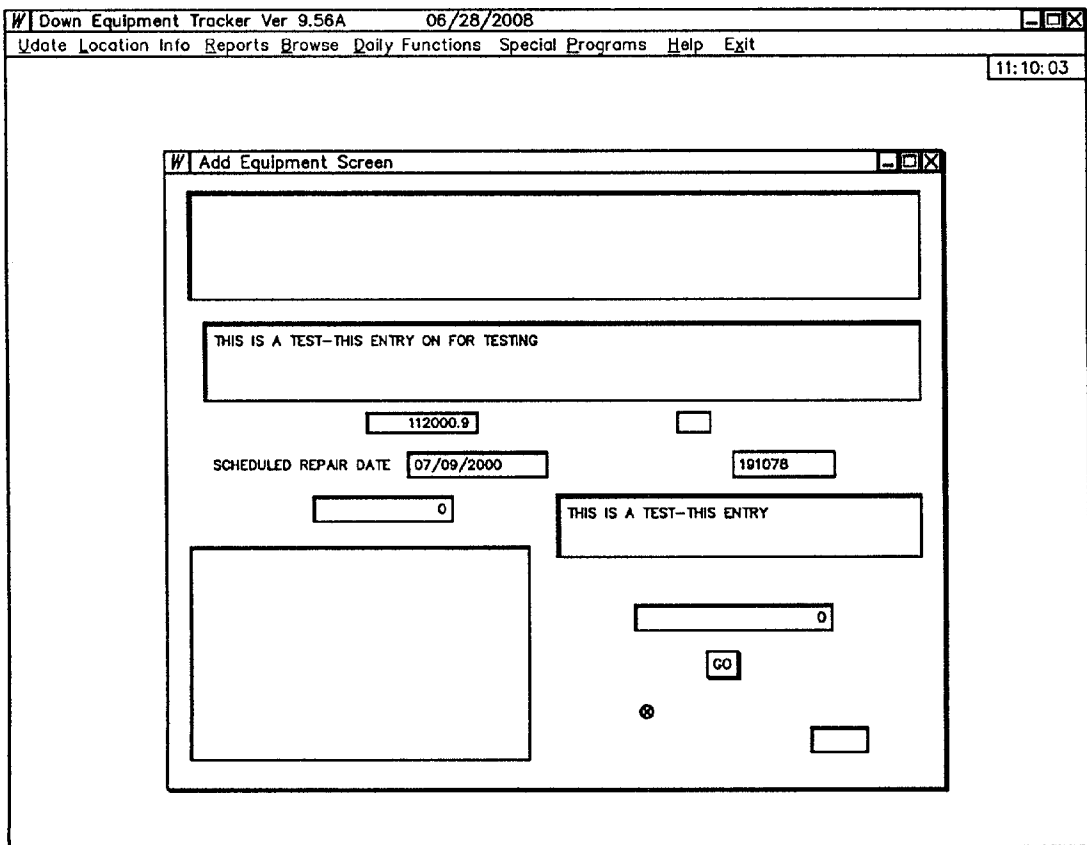 W Down Equipment Tracker Ver 9.56A 06/28/2008
Udate Location Info Reports Browse Daily Functions Special Programs Help Exit
11:10:03
W Add Equipment Screen
THIS IS A TEST–THIS ENTRY ON FOR TESTING
112000.9
SCHEDULED REPAIR DATE 07/09/2000 191078
0
THIS IS A TEST–THIS ENTRY
0
GO